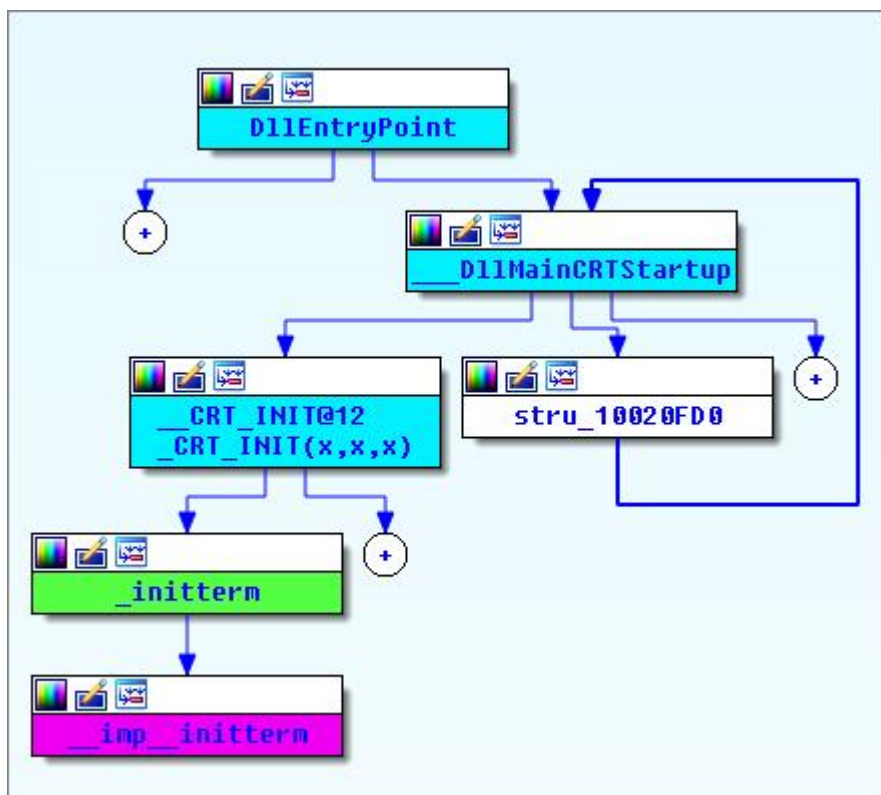 DllEntryPoint
+
___DllMainCRTStartup
__CRT_INIT@12
_CRT_INIT(x,x,x)
stru_10020FD0
+
_initterm
+
__imp__initterm